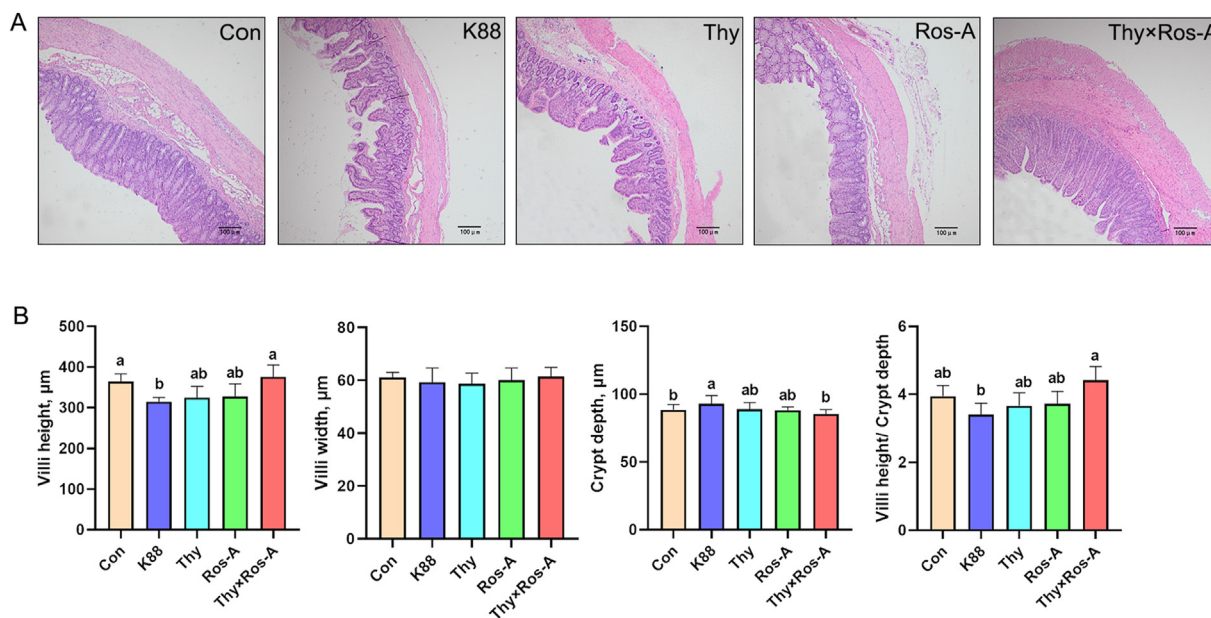 A
Con
K88
Thy
Ros-A
Thy×Ros-A
100 μm
100 μm
100 μm
100 μm
100 μm
B
Villi height, μm
500
400
300
200
100
0
a
b
ab
ab
a
Con
K88
Thy
Ros-A
Thy×Ros-A
Villi width, μm
80
60
40
20
0
Con
K88
Thy
Ros-A
Thy×Ros-A
Crypt depth, μm
150
100
50
0
b
a
ab
ab
b
Con
K88
Thy
Ros-A
Thy×Ros-A
Villi height/ Crypt depth
6
4
2
0
ab
b
ab
ab
a
Con
K88
Thy
Ros-A
Thy×Ros-A